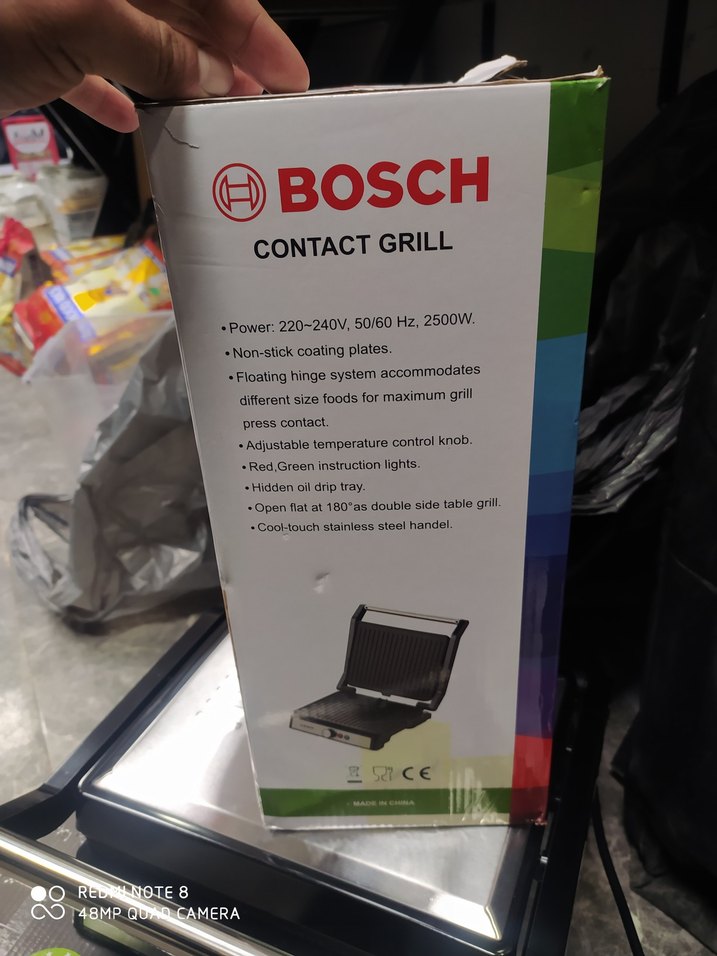 BOSCH
CONTACT GRILL
• Power: 220~240V, 50/60 Hz, 2500W.
• Non-stick coating plates.
• Floating hinge system accommodates
different size foods for maximum grill
press contact.
• Adjustable temperature control knob.
• Red,Green instruction lights.
• Hidden oil drip tray.
• Open flat at 180°as double side table grill.
• Cool-touch stainless steel handel.
CE
MADE IN CHINA
REDMI NOTE 8
48MP QUAD CAMERA